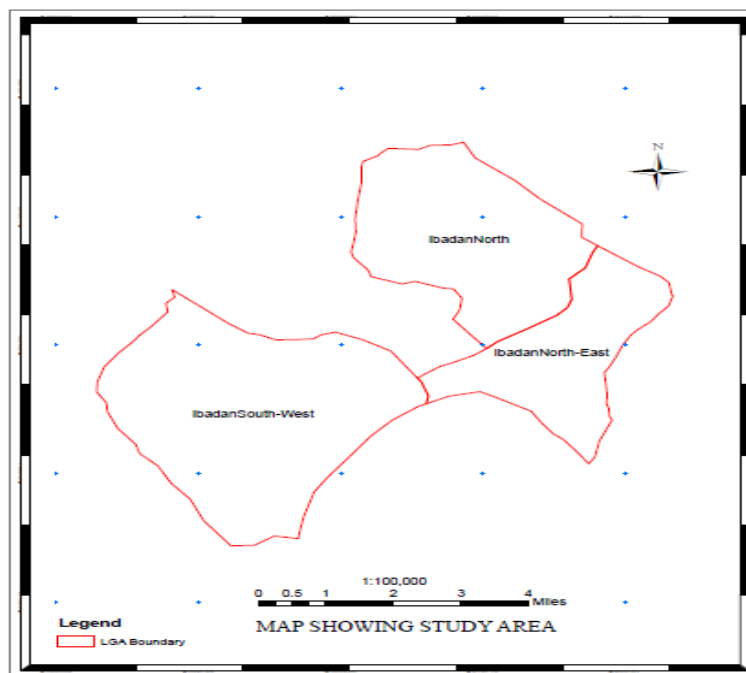 N
IbadanNorth
IbadanNorth-East
IbadanSouth-West
1:100,000
0 0.5 1 2 3 4
Miles
Legend
LGA Boundary
MAP SHOWING STUDY AREA